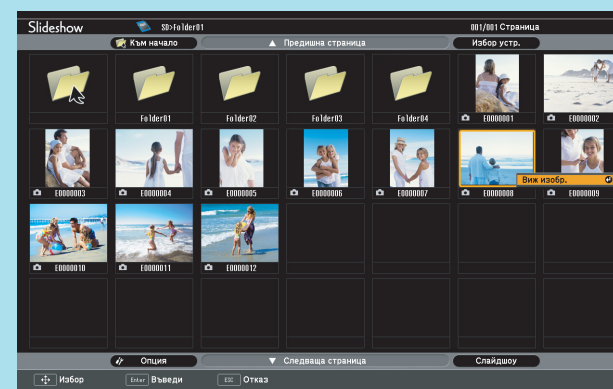 Slideshow SD>Folder01 001/001 Страница
Към начало ▲ Предишна страница Избор устр.
Folder01 Folder02 Folder03 Folder04 E0000001 E0000002
E0000003 E0000004 E0000005 E0000006 E0000007 E0000008 E0000009
Виж изобр.
E0000010 E0000011 E0000012
Опция ▼ Следваща страница Слайдшоу
Избор Enter Въведи ESC Отказ